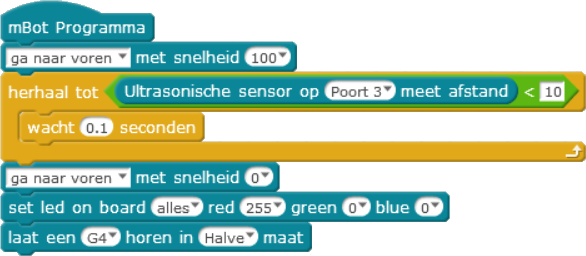 mBot Programma
ga naar voren met snelheid 100
herhaal tot Ultrasonische sensor op Poort 3 meet afstand < 10
wacht 0.1 seconden
ga naar voren met snelheid 0
set led on board alles red 255 green 0 blue 0
laat een G4 horen in Halve maat